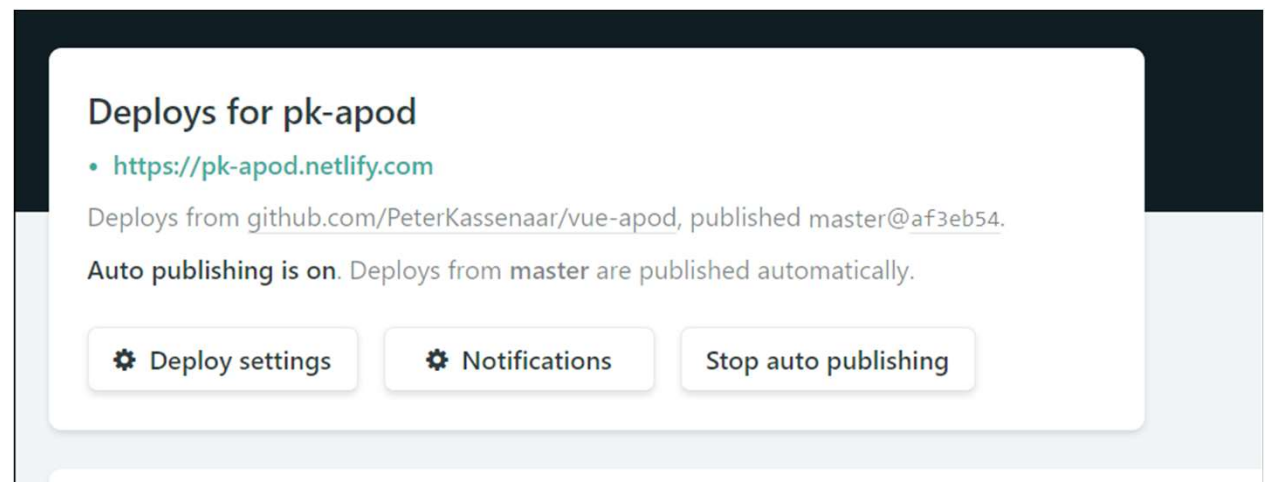 Deploys for pk-apod
• https://pk-apod.netlify.com
Deploys from github.com/PeterKassenaar/vue-apod, published master@af3eb54.
Auto publishing is on. Deploys from master are published automatically.
Deploy settings Notifications Stop auto publishing